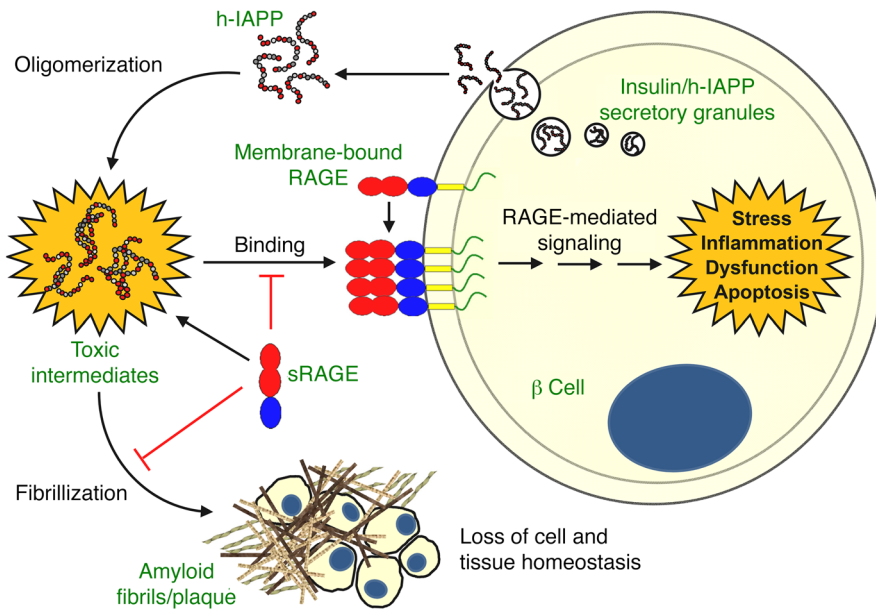 h-IAPP
Oligomerization
Insulin/h-IAPP
secretory granules
Membrane-bound
RAGE
Binding
RAGE-mediated
signaling
Stress
Inflammation
Dysfunction
Apoptosis
Toxic
intermediates
sRAGE
β Cell
Fibrillization
Loss of cell and
tissue homeostasis
Amyloid
fibrils/plaque